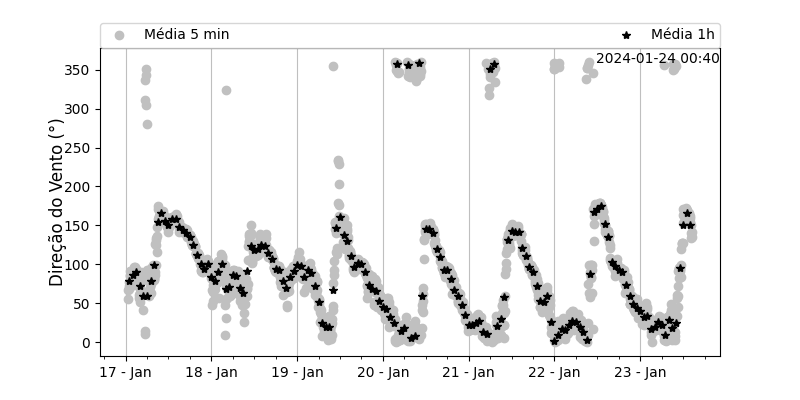 Média 5 min
Média 1h
2024-01-24 00:40
Direção do Vento (°)
350
300
250
200
150
100
50
0
17 - Jan
18 - Jan
19 - Jan
20 - Jan
21 - Jan
22 - Jan
23 - Jan